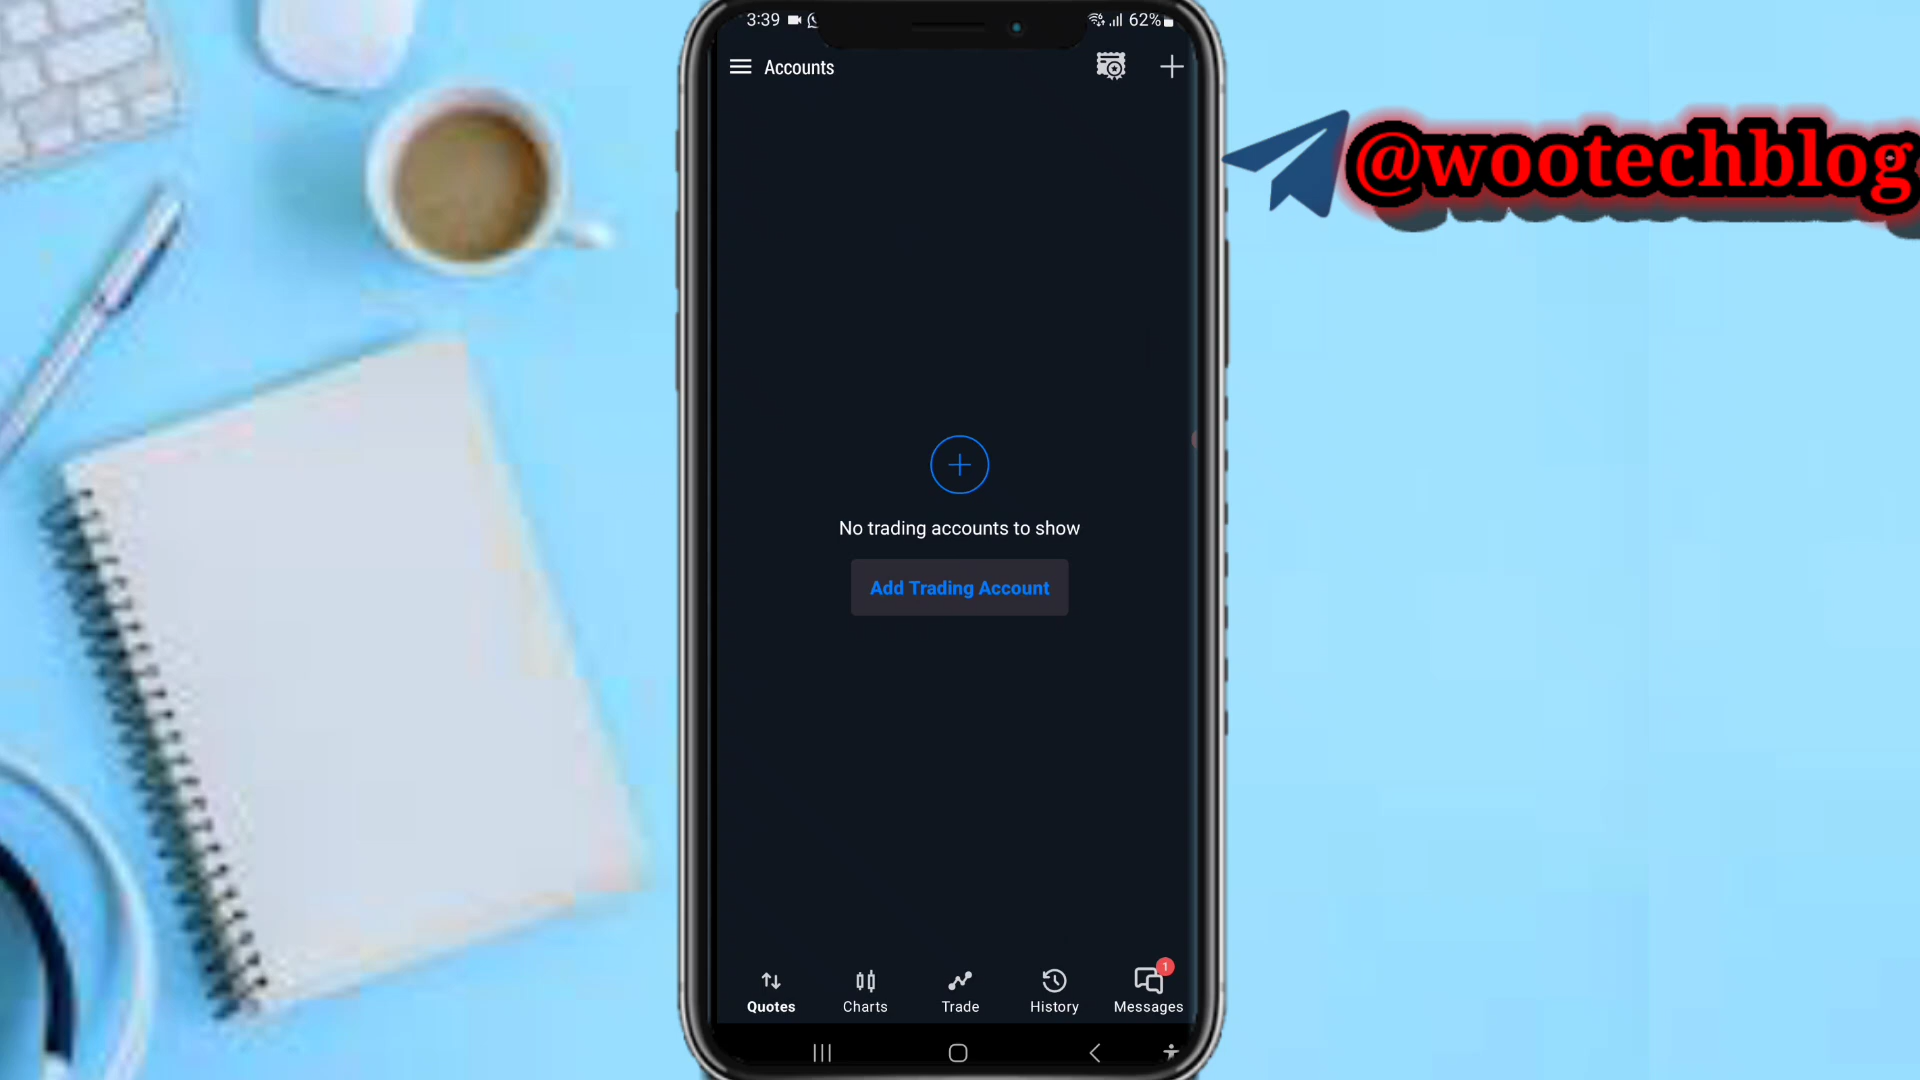 3:39
62%
Accounts
@wootechblog
No trading accounts to show
Add Trading Account
1
Quotes
Charts
Trade
History
Messages